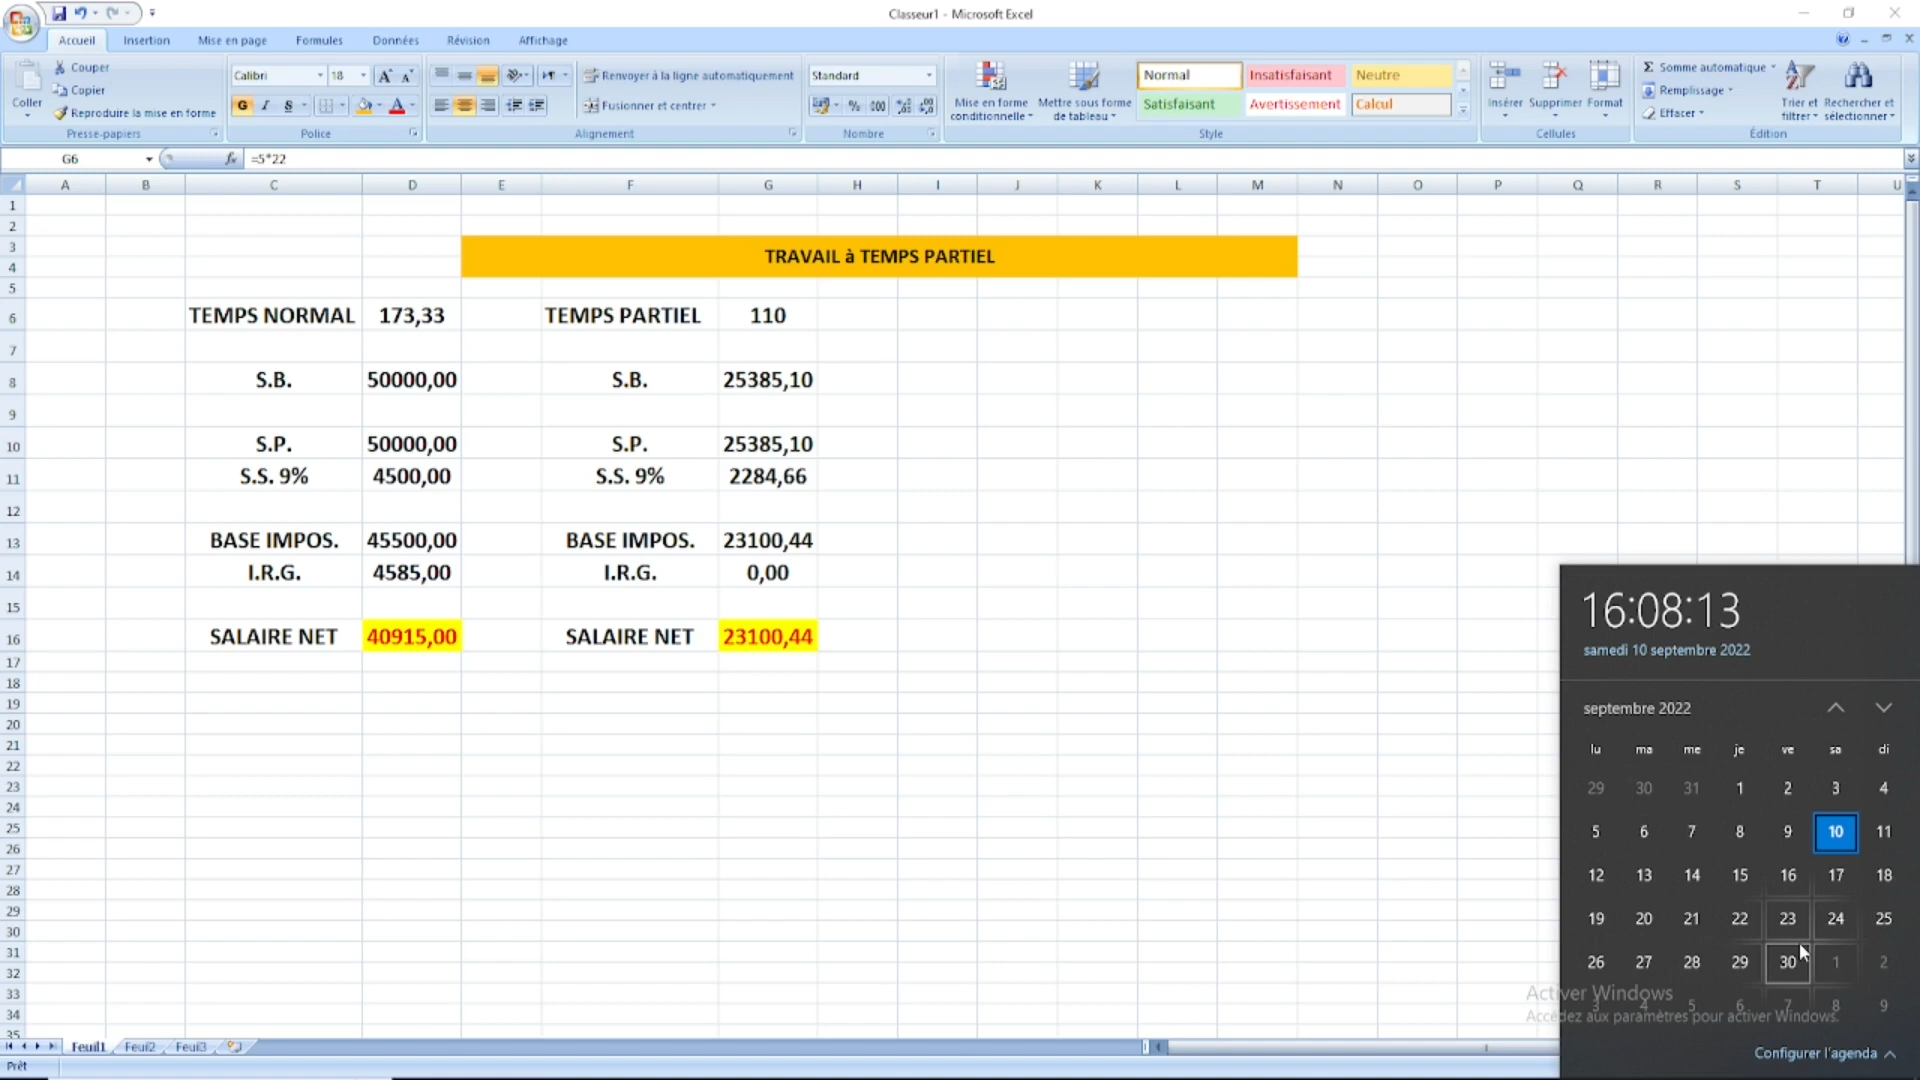 Classeur1 - Microsoft Excel
Accueil Insertion Mise en page Formules Données Révision Affichage
Coller
Couper
Copier
Reproduire la mise en forme
Presse-papiers
Calibri 18
G I S
Police
Renvoyer à la ligne automatiquement
Fusionner et centrer
Alignement
Standard
% 000
Nombre
Mise en forme conditionnelle
Mettre sous forme de tableau
Normal Insatisfaisant Neutre
Satisfaisant Avertissement Calcul
Style
Insérer Supprimer Format
Cellules
Σ Somme automatique
Remplissage
Effacer
Trier et filtrer
Rechercher et sélectionner
Édition
G6 fx =5*22
A B C D E F G H I J K L M N O P Q R S T U
1
2
3
4
TRAVAIL à TEMPS PARTIEL
5
6 TEMPS NORMAL 173,33 TEMPS PARTIEL 110
7
8 S.B. 50000,00 S.B. 25385,10
9
10 S.P. 50000,00 S.P. 25385,10
11 S.S. 9% 4500,00 S.S. 9% 2284,66
12
13 BASE IMPOS. 45500,00 BASE IMPOS. 23100,44
14 I.R.G. 4585,00 I.R.G. 0,00
15
16 SALAIRE NET 40915,00 SALAIRE NET 23100,44
17
18
19
20
21
22
23
24
25
26
27
28
29
30
31
32
33
34
35
16:08:13
samedi 10 septembre 2022
septembre 2022
lu ma me je ve sa di
29 30 31 1 2 3 4
5 6 7 8 9 10 11
12 13 14 15 16 17 18
19 20 21 22 23 24 25
26 27 28 29 30 1 2
3 4 5 6 7 8 9
Activer Windows
Accédez aux paramètres pour activer Windows.
Configurer l'agenda
Feuil1 Feuil2 Feuil3
Prêt